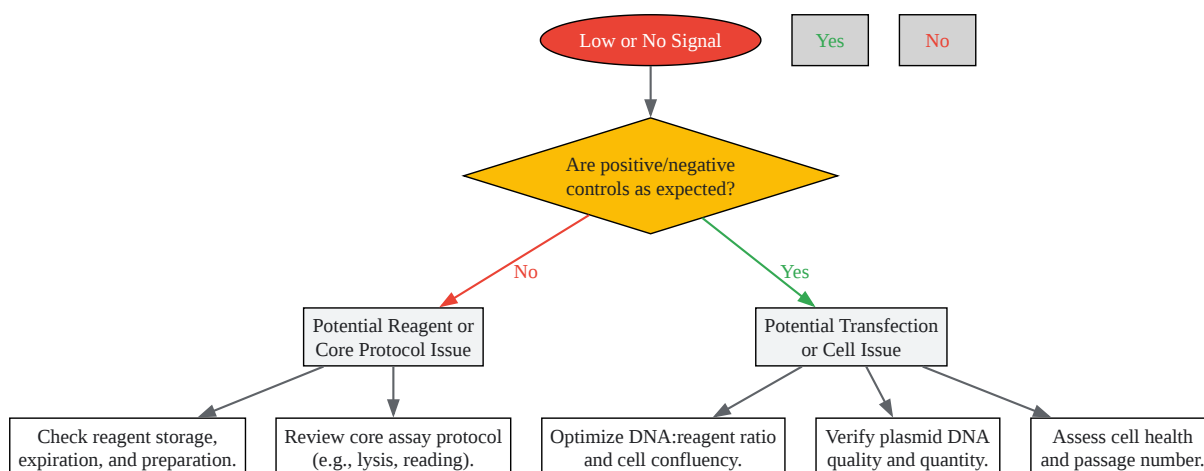 Low or No Signal
Yes
No
Are positive/negative
controls as expected?
No
Yes
Potential Reagent or
Core Protocol Issue
Potential Transfection
or Cell Issue
Check reagent storage,
expiration, and preparation.
Review core assay protocol
(e.g., lysis, reading).
Optimize DNA:reagent ratio
and cell confluency.
Verify plasmid DNA
quality and quantity.
Assess cell health
and passage number.